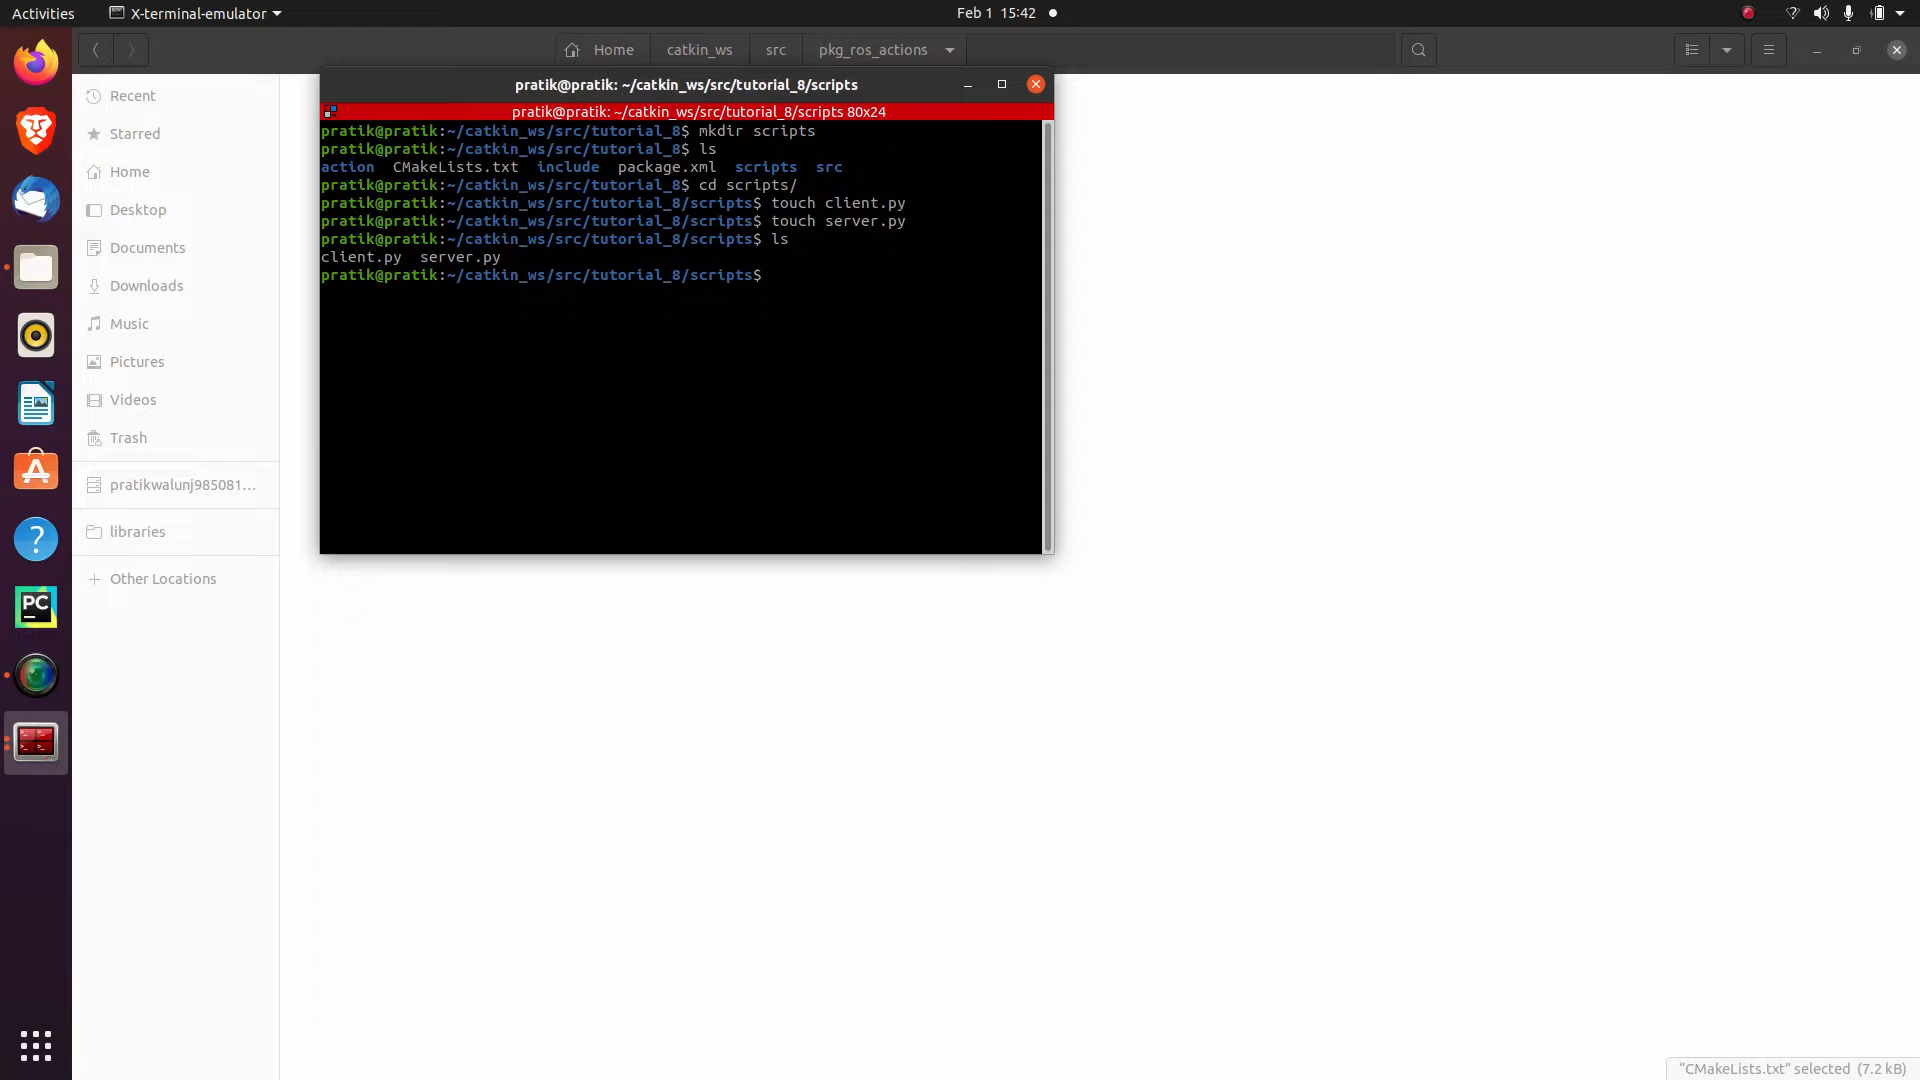 Activities
X-terminal-emulator
Feb 1 15:42
Home
catkin_ws
src
pkg_ros_actions
Recent
Starred
Home
Desktop
Documents
Downloads
Music
Pictures
Videos
Trash
pratikwalunj985081...
libraries
Other Locations
PC
pratik@pratik: ~/catkin_ws/src/tutorial_8/scripts
pratik@pratik: ~/catkin_ws/src/tutorial_8/scripts 80x24
pratik@pratik:~/catkin_ws/src/tutorial_8$ mkdir scripts
pratik@pratik:~/catkin_ws/src/tutorial_8$ ls
action CMakeLists.txt include package.xml scripts src
pratik@pratik:~/catkin_ws/src/tutorial_8$ cd scripts/
pratik@pratik:~/catkin_ws/src/tutorial_8/scripts$ touch client.py
pratik@pratik:~/catkin_ws/src/tutorial_8/scripts$ touch server.py
pratik@pratik:~/catkin_ws/src/tutorial_8/scripts$ ls
client.py server.py
pratik@pratik:~/catkin_ws/src/tutorial_8/scripts$
“CMakeLists.txt” selected (7.2 kB)